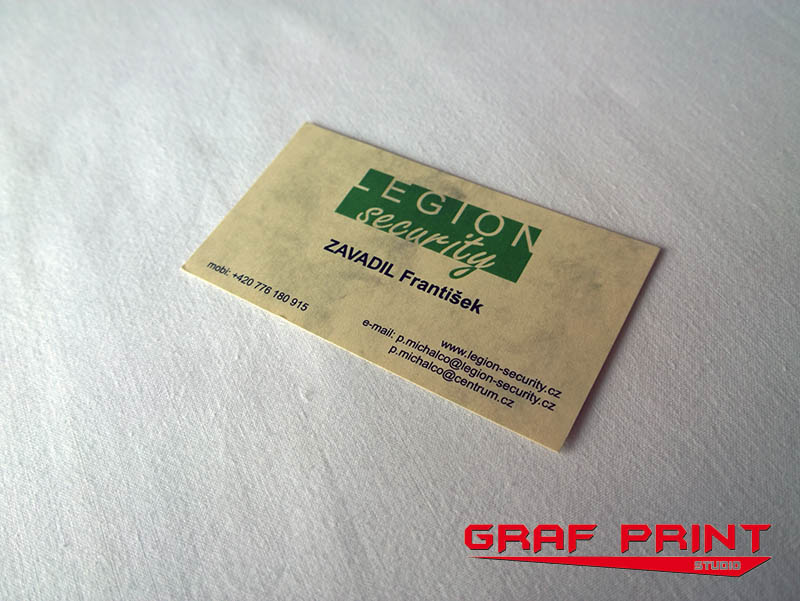 LEGION
security
ZAVADIL František
mobi: +420 776 180 915
www.legion-security.cz
e-mail: p.michalco@legion-security.cz
p.michalco@centrum.cz
GRAF PRINT
STUDIO